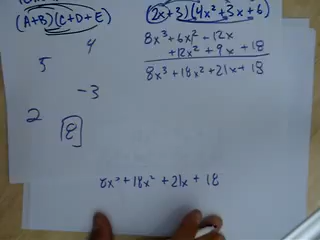 (A+B)(C+D+E)
(2x+3)(4x²+3x+6)
8x³+6x²+12x
+12x²+9x+18
8x³+18x²+21x+18
4
5
-3
2
8x³+18x²+21x+18